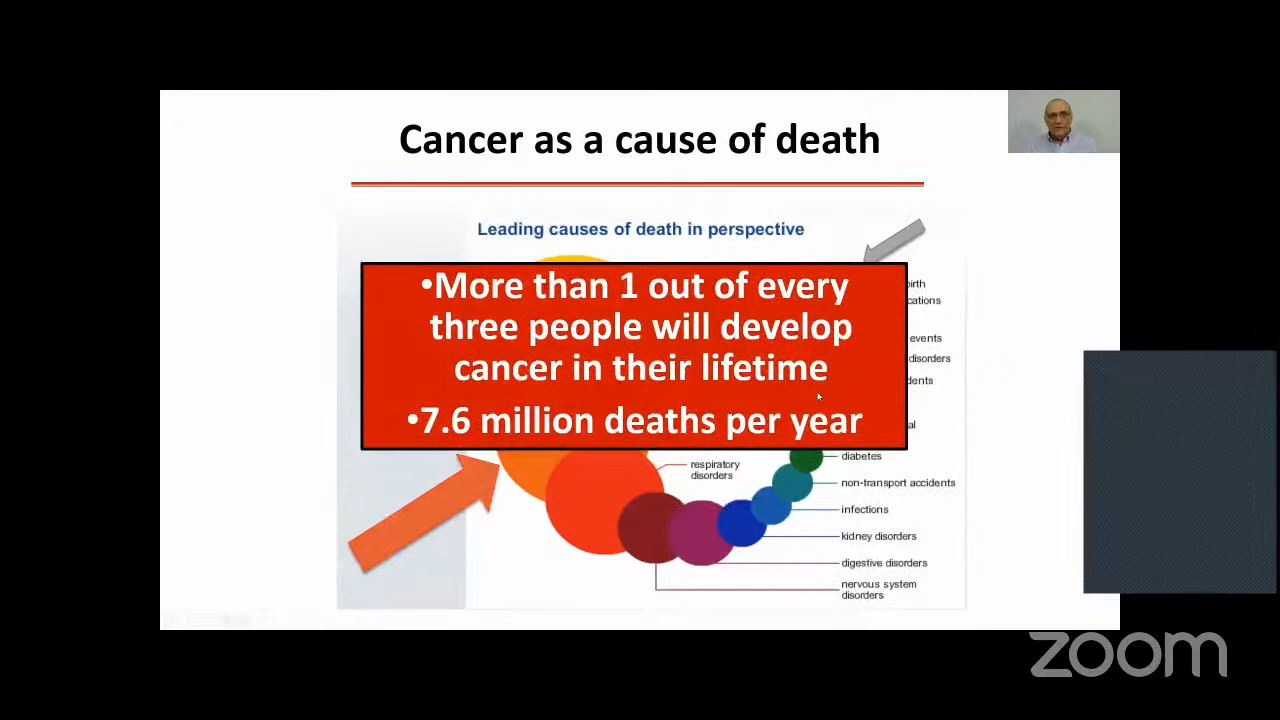 Cancer as a cause of death
Leading causes of death in perspective
•More than 1 out of every
three people will develop
cancer in their lifetime
•7.6 million deaths per year
events
respiratory
disorders
diabetes
non-transport accidents
infections
kidney disorders
digestive disorders
nervous system
disorders
disorders
zoom